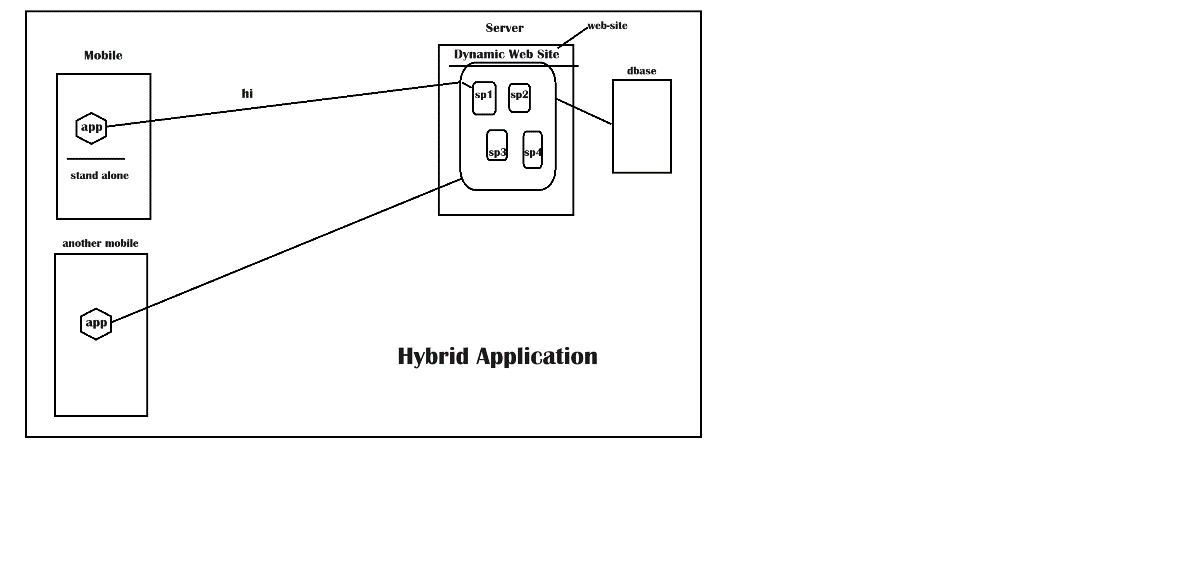 Server
web-site
Mobile
Dynamic Web Site
dbase
hi
sp1
sp2
app
sp3
sp4
stand alone
another mobile
app
Hybrid Application